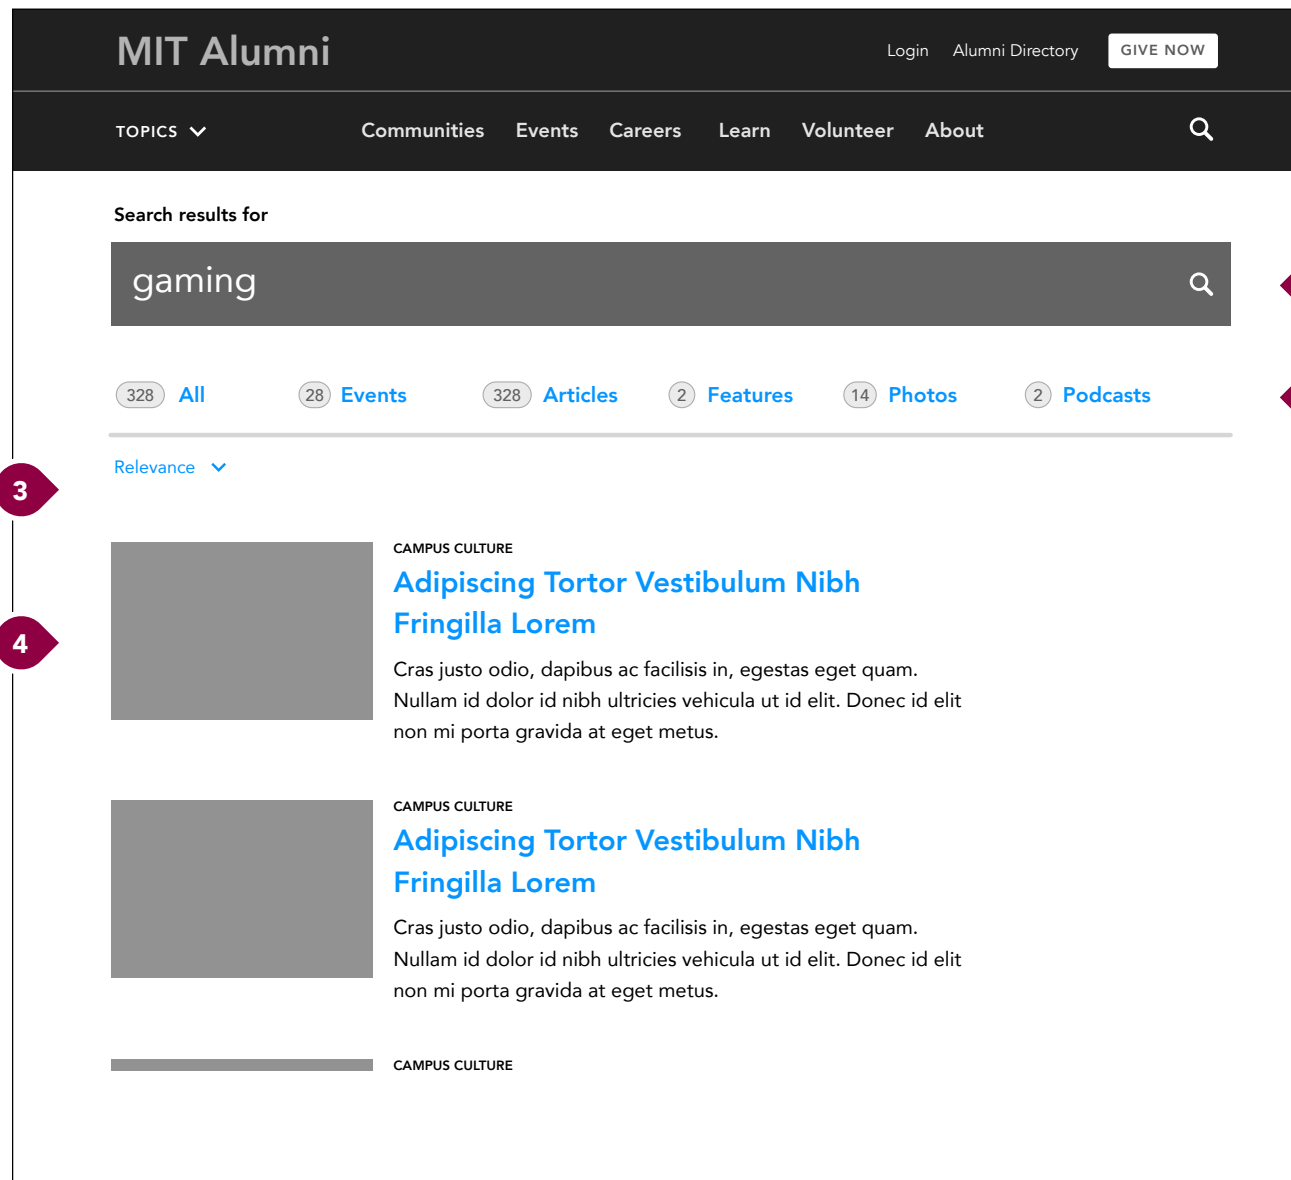 MIT Alumni
Login Alumni Directory GIVE NOW
TOPICS Communities Events Careers Learn Volunteer About
Search results for
gaming
328 All 28 Events 328 Articles 2 Features 14 Photos 2 Podcasts
Relevance
3
CAMPUS CULTURE
Adipiscing Tortor Vestibulum Nibh
Fringilla Lorem
4
Cras justo odio, dapibus ac facilisis in, egestas eget quam.
Nullam id dolor id nibh ultricies vehicula ut id elit. Donec id elit
non mi porta gravida at eget metus.
CAMPUS CULTURE
Adipiscing Tortor Vestibulum Nibh
Fringilla Lorem
Cras justo odio, dapibus ac facilisis in, egestas eget quam.
Nullam id dolor id nibh ultricies vehicula ut id elit. Donec id elit
non mi porta gravida at eget metus.
CAMPUS CULTURE